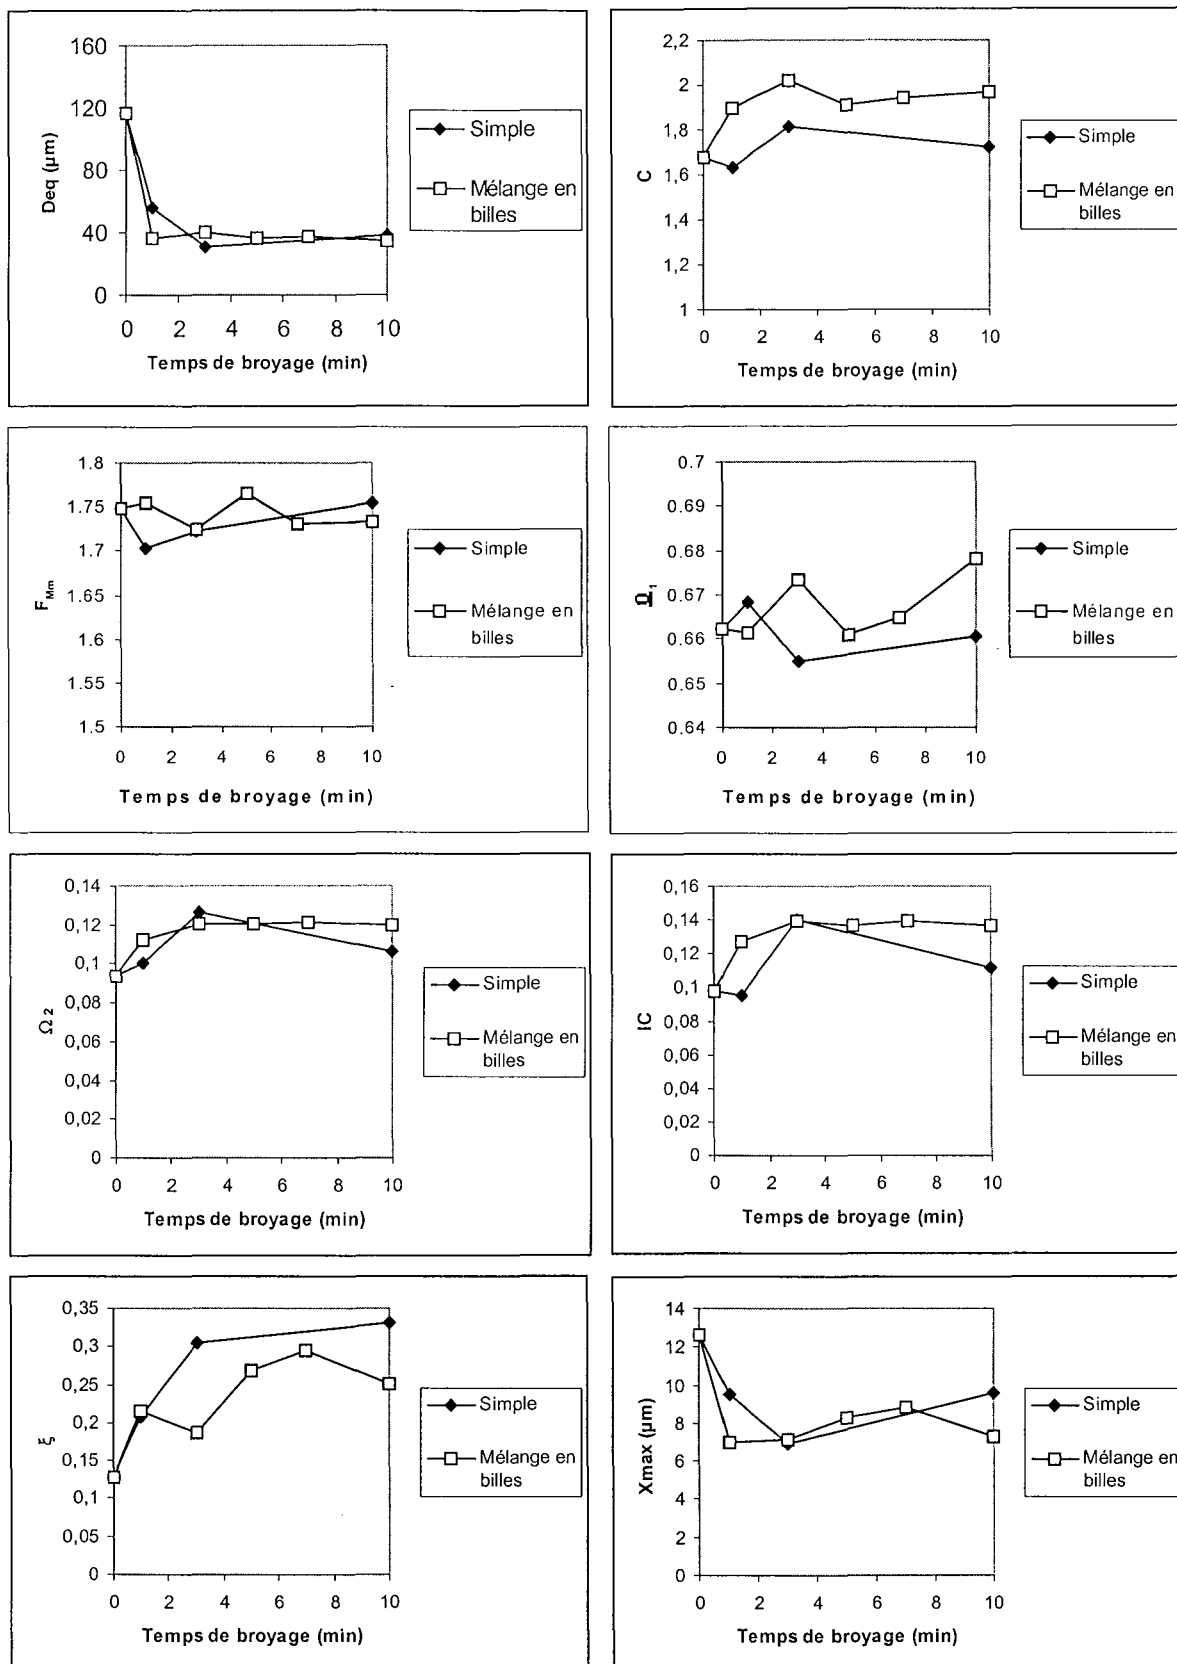 160
120
80
40
0
Deq (µm)
0 2 4 6 8 10
Temps de broyage (min)
Simple
Mélange en
billes
2,2
2
1,8
1,6
1,4
1,2
1
C
0 2 4 6 8 10
Temps de broyage (min)
Simple
Mélange en
billes
1.8
1.75
1.7
1.65
1.6
1.55
1.5
F Mm
0 2 4 6 8 10
Temps de broyage (min)
Simple
Mélange en
billes
0.7
0.69
0.68
0.67
0.66
0.65
0.64
Ω1
0 2 4 6 8 10
Temps de broyage (min)
Simple
Mélange en
billes
0,14
0,12
0,1
0,08
0,06
0,04
0,02
0
Ω2
0 2 4 6 8 10
Temps de broyage (min)
Simple
Mélange en
billes
0,16
0,14
0,12
0,1
0,08
0,06
0,04
0,02
0
IC
0 2 4 6 8 10
Temps de broyage (min)
Simple
Mélange en
billes
0,35
0,3
0,25
0,2
0,15
0,1
0,05
0
ξ
0 2 4 6 8 10
Temps de broyage (min)
Simple
Mélange en
billes
14
12
10
8
6
4
2
0
Xmax (µm)
0 2 4 6 8 10
Temps de broyage (min)
Simple
Mélange en
billes